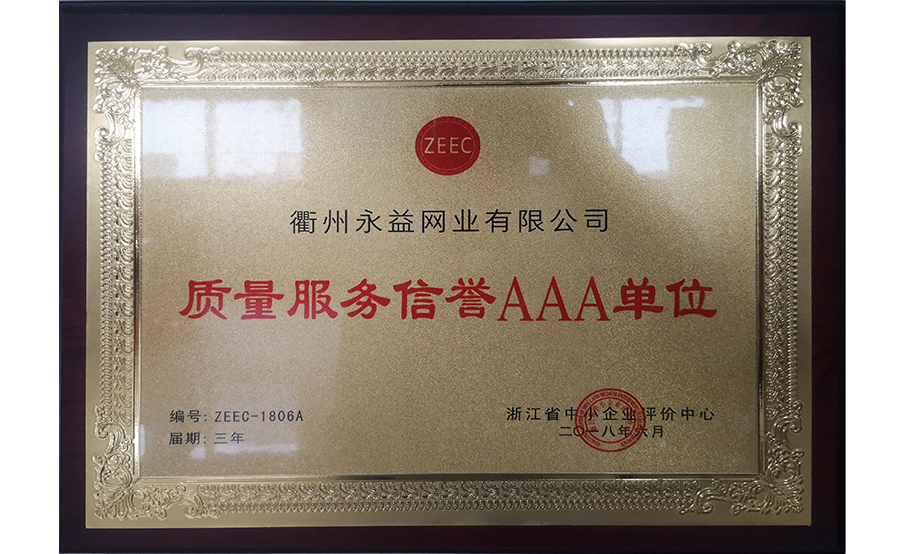 ZEEC
衢州永益网业有限公司
质量服务信誉AAA单位
编号: ZEEC-1806A
届期: 三年
浙江省中小企业评价中心
二〇一八年六月